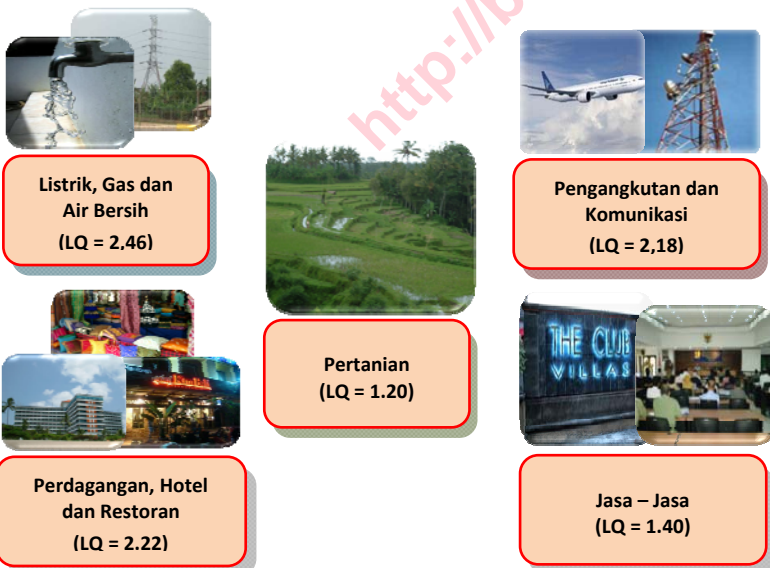 http://b
Listrik, Gas dan
Air Bersih
(LQ = 2,46)
Pengangkutan dan
Komunikasi
(LQ = 2,18)
Pertanian
(LQ = 1.20)
THE CLUB
VILLAS
Perdagangan, Hotel
dan Restoran
(LQ = 2.22)
Jasa – Jasa
(LQ = 1.40)